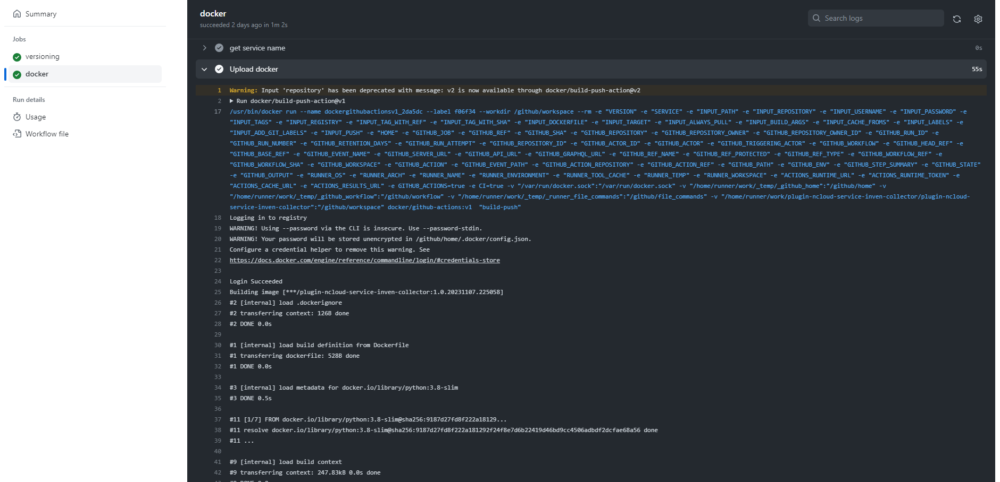 Summary
Jobs
versioning
docker
Run details
Usage
Workflow file
docker
succeeded 2 days ago in 1m 2s
Search logs
get service name 0s
Upload docker 55s
1 Warning: Input 'repository' has been deprecated with message: v2 is now available through docker/build-push-action@v2
2 Run docker/build-push-action@v1
17 /usr/bin/docker run --name dockergithubactionsv1_2da5dc --label f06f34 --workdir /github/workspace --rm -e "VERSION" -e "SERVICE" -e "INPUT_PATH" -e "INPUT_REPOSITORY" -e "INPUT_USERNAME" -e "INPUT_PASSWORD" -e
"INPUT_TAGS" -e "INPUT_REGISTRY" -e "INPUT_TAG_WITH_REF" -e "INPUT_TAG_WITH_SHA" -e "INPUT_DOCKERFILE" -e "INPUT_TARGET" -e "INPUT_ALWAYS_PULL" -e "INPUT_BUILD_ARGS" -e "INPUT_CACHE_FROMS" -e "INPUT_LABELS" -e
"INPUT_ADD_GIT_LABELS" -e "INPUT_PUSH" -e "HOME" -e "GITHUB_JOB" -e "GITHUB_REF" -e "GITHUB_SHA" -e "GITHUB_REPOSITORY" -e "GITHUB_REPOSITORY_OWNER" -e "GITHUB_REPOSITORY_OWNER_ID" -e "GITHUB_RUN_ID" -e
"GITHUB_RUN_NUMBER" -e "GITHUB_RETENTION_DAYS" -e "GITHUB_RUN_ATTEMPT" -e "GITHUB_REPOSITORY_ID" -e "GITHUB_ACTOR_ID" -e "GITHUB_ACTOR" -e "GITHUB_TRIGGERING_ACTOR" -e "GITHUB_WORKFLOW" -e "GITHUB_HEAD_REF" -e
"GITHUB_BASE_REF" -e "GITHUB_EVENT_NAME" -e "GITHUB_SERVER_URL" -e "GITHUB_API_URL" -e "GITHUB_GRAPHQL_URL" -e "GITHUB_REF_NAME" -e "GITHUB_REF_PROTECTED" -e "GITHUB_REF_TYPE" -e "GITHUB_WORKFLOW_REF" -e
"GITHUB_WORKFLOW_SHA" -e "GITHUB_WORKSPACE" -e "GITHUB_ACTION" -e "GITHUB_EVENT_PATH" -e "GITHUB_ACTION_REPOSITORY" -e "GITHUB_ACTION_REF" -e "GITHUB_PATH" -e "GITHUB_ENV" -e "GITHUB_STEP_SUMMARY" -e "GITHUB_STATE"
-e "GITHUB_OUTPUT" -e "RUNNER_OS" -e "RUNNER_ARCH" -e "RUNNER_NAME" -e "RUNNER_ENVIRONMENT" -e "RUNNER_TOOL_CACHE" -e "RUNNER_TEMP" -e "RUNNER_WORKSPACE" -e "ACTIONS_RUNTIME_URL" -e "ACTIONS_RUNTIME_TOKEN" -e
"ACTIONS_CACHE_URL" -e "ACTIONS_RESULTS_URL" -e GITHUB_ACTIONS=true -e CI=true -v "/var/run/docker.sock":"/var/run/docker.sock" -v "/home/runner/work/_temp/_github_home":"/github/home" -v
"/home/runner/work/_temp/_github_workflow":"/github/workflow" -v "/home/runner/work/_temp/_runner_file_commands":"/github/file_commands" -v "/home/runner/work/plugin-ncloud-service-inven-collector/plugin-ncloud-
service-inven-collector":"/github/workspace" docker/github-actions:v1 "build-push"
18 Logging in to registry
19 WARNING! Using --password via the CLI is insecure. Use --password-stdin.
20 WARNING! Your password will be stored unencrypted in /github/home/.docker/config.json.
21 Configure a credential helper to remove this warning. See
22 https://docs.docker.com/engine/reference/commandline/login/#credentials-store
23
24 Login Succeeded
25 Building image [***/plugin-ncloud-service-inven-collector:1.0.20231107.225058]
26 #2 [internal] load .dockerignore
27 #2 transferring context: 126B done
28 #2 DONE 0.0s
29
30 #1 [internal] load build definition from Dockerfile
31 #1 transferring dockerfile: 528B done
32 #1 DONE 0.0s
33
34 #3 [internal] load metadata for docker.io/library/python:3.8-slim
35 #3 DONE 0.5s
36
37 #11 [1/7] FROM docker.io/library/python:3.8-slim@sha256:9187d27fd8f222a18129...
38 #11 resolve docker.io/library/python:3.8-slim@sha256:9187d27fd8f222a181292f24f8e7d6b22419d46bd9cc4506adbdf2dcfae68a56 done
39 #11 ...
40
41 #9 [internal] load build context
42 #9 transferring context: 247.83kB 0.0s done